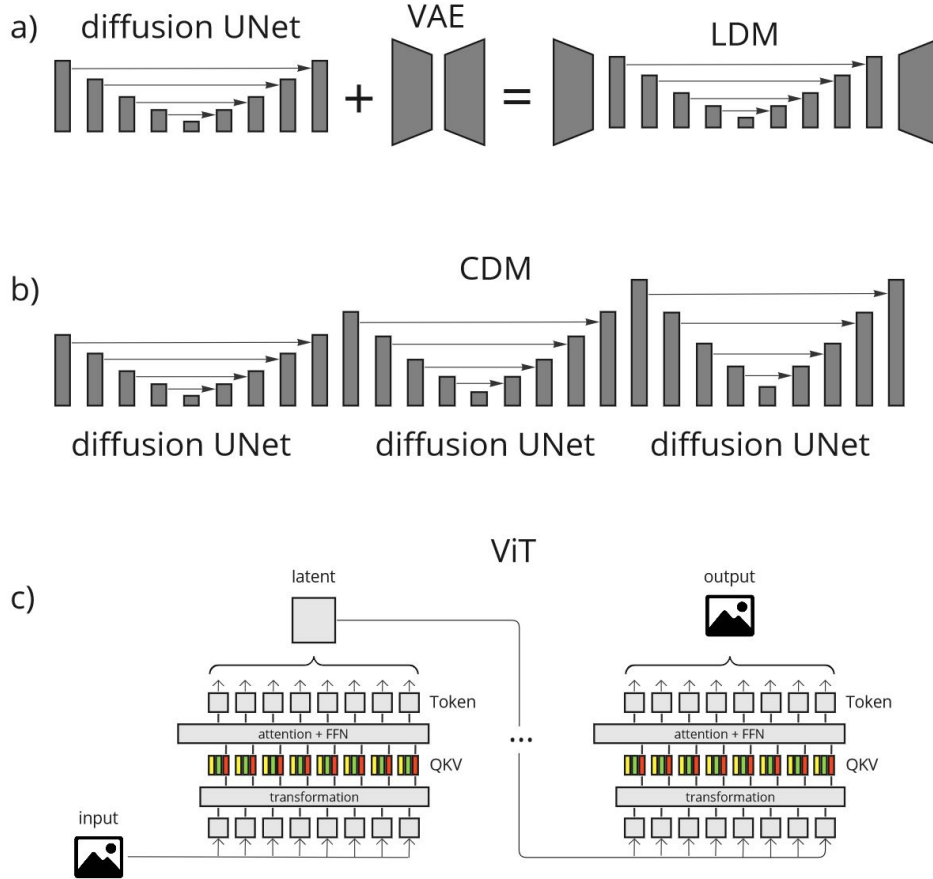 a)
diffusion UNet
+
VAE
=
LDM
b)
CDM
diffusion UNet
diffusion UNet
diffusion UNet
c)
ViT
latent
output
Token
Token
attention + FFN
...
attention + FFN
QKV
QKV
transformation
transformation
input